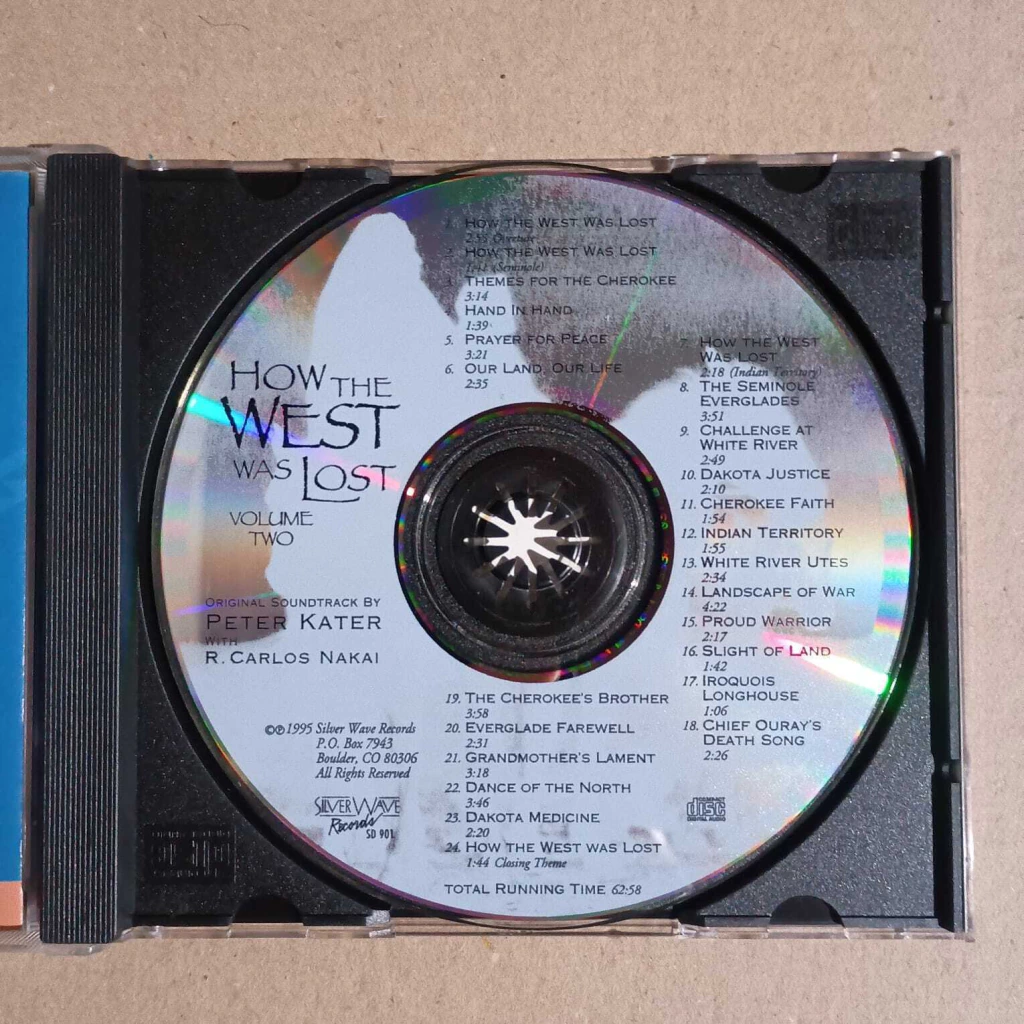 1. How the West Was Lost
2:58 Overture
2. How the West Was Lost
1:41 (Seminole)
3. Themes for the Cherokee
3:14
Hand In Hand
1:39
5. Prayer for Peace
3:21
6. Our Land, Our Life
2:35
7. How the West
Was Lost
2:18 (Indian Territory)
8. The Seminole
Everglades
3:51
9. Challenge at
White River
2:49
10. Dakota Justice
2:10
11. Cherokee Faith
1:54
12. Indian Territory
1:55
13. White River Utes
2:34
14. Landscape of War
4:22
15. Proud Warrior
2:17
16. Slight of Land
1:42
17. Iroquois
Longhouse
1:06
18. Chief Ouray's
Death Song
2:26
How the
West
was Lost
Volume
Two
Original Soundtrack by
Peter Kater
with
R. Carlos Nakai
©℗ 1995 Silver Wave Records
P.O. Box 7943
Boulder, CO 80306
All Rights Reserved
Silver Wave
Records
SD 901
19. The Cherokee's Brother
3:58
20. Everglade Farewell
2:31
21. Grandmother's Lament
3:18
22. Dance of the North
3:46
23. Dakota Medicine
2:20
24. How the West was Lost
1:44 Closing Theme
Total Running Time 62:58
COMPACT
disc
DIGITAL AUDIO